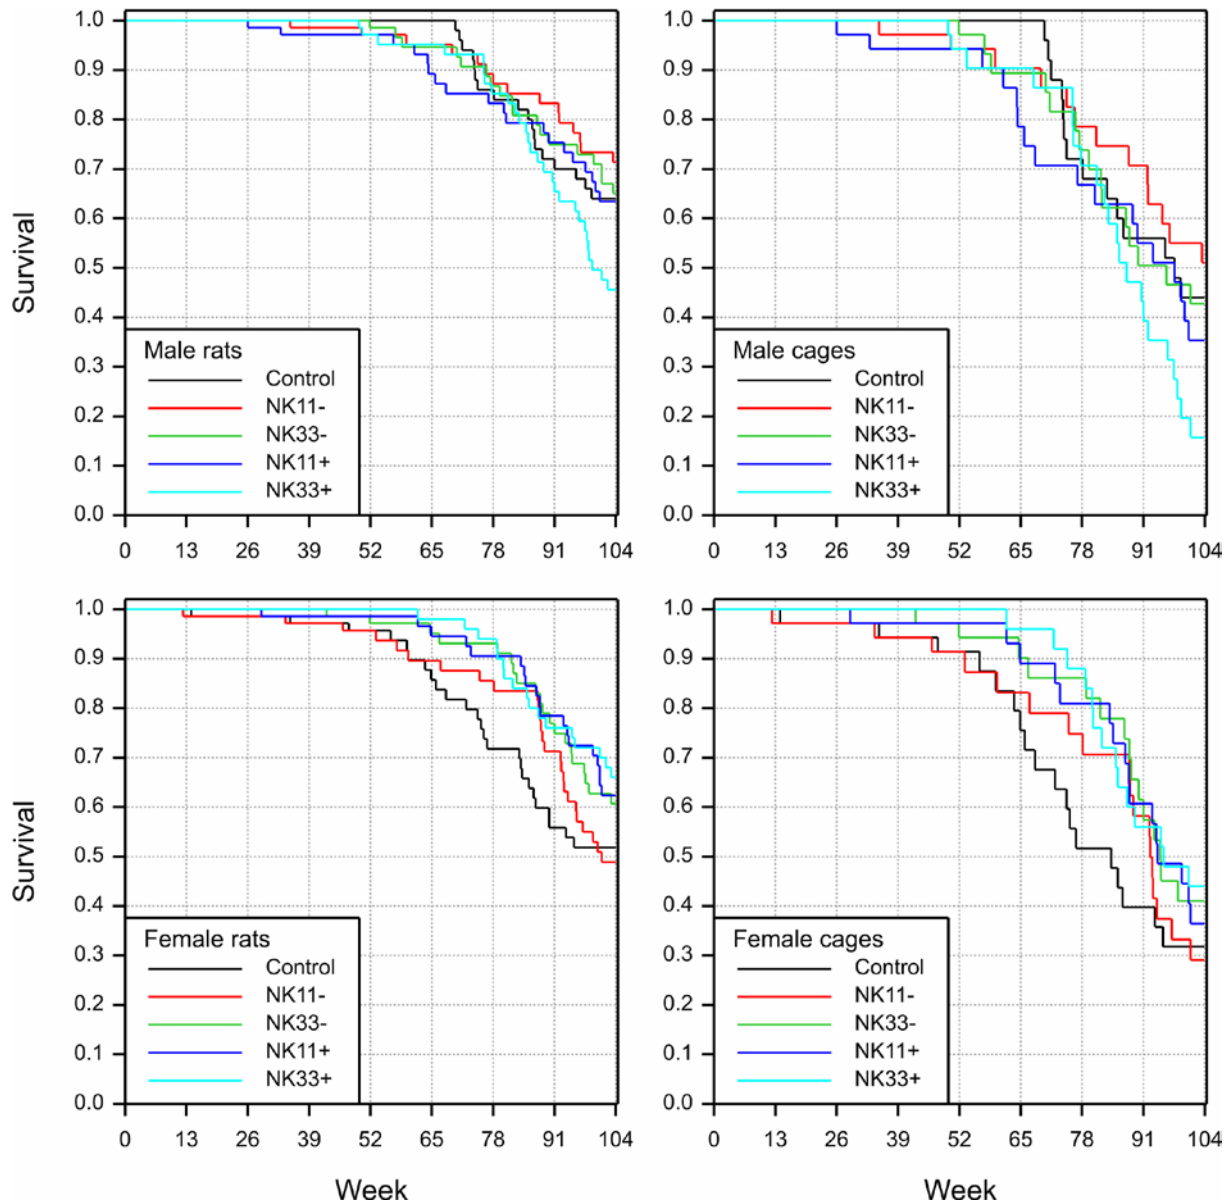 Survival
1.0
0.9
0.8
0.7
0.6
0.5
0.4
0.3
0.2
0.1
0.0
Male rats
Control
NK11-
NK33-
NK11+
NK33+
0 13 26 39 52 65 78 91 104
1.0
0.9
0.8
0.7
0.6
0.5
0.4
0.3
0.2
0.1
0.0
Male cages
Control
NK11-
NK33-
NK11+
NK33+
0 13 26 39 52 65 78 91 104
Survival
1.0
0.9
0.8
0.7
0.6
0.5
0.4
0.3
0.2
0.1
0.0
Female rats
Control
NK11-
NK33-
NK11+
NK33+
0 13 26 39 52 65 78 91 104
Week
1.0
0.9
0.8
0.7
0.6
0.5
0.4
0.3
0.2
0.1
0.0
Female cages
Control
NK11-
NK33-
NK11+
NK33+
0 13 26 39 52 65 78 91 104
Week